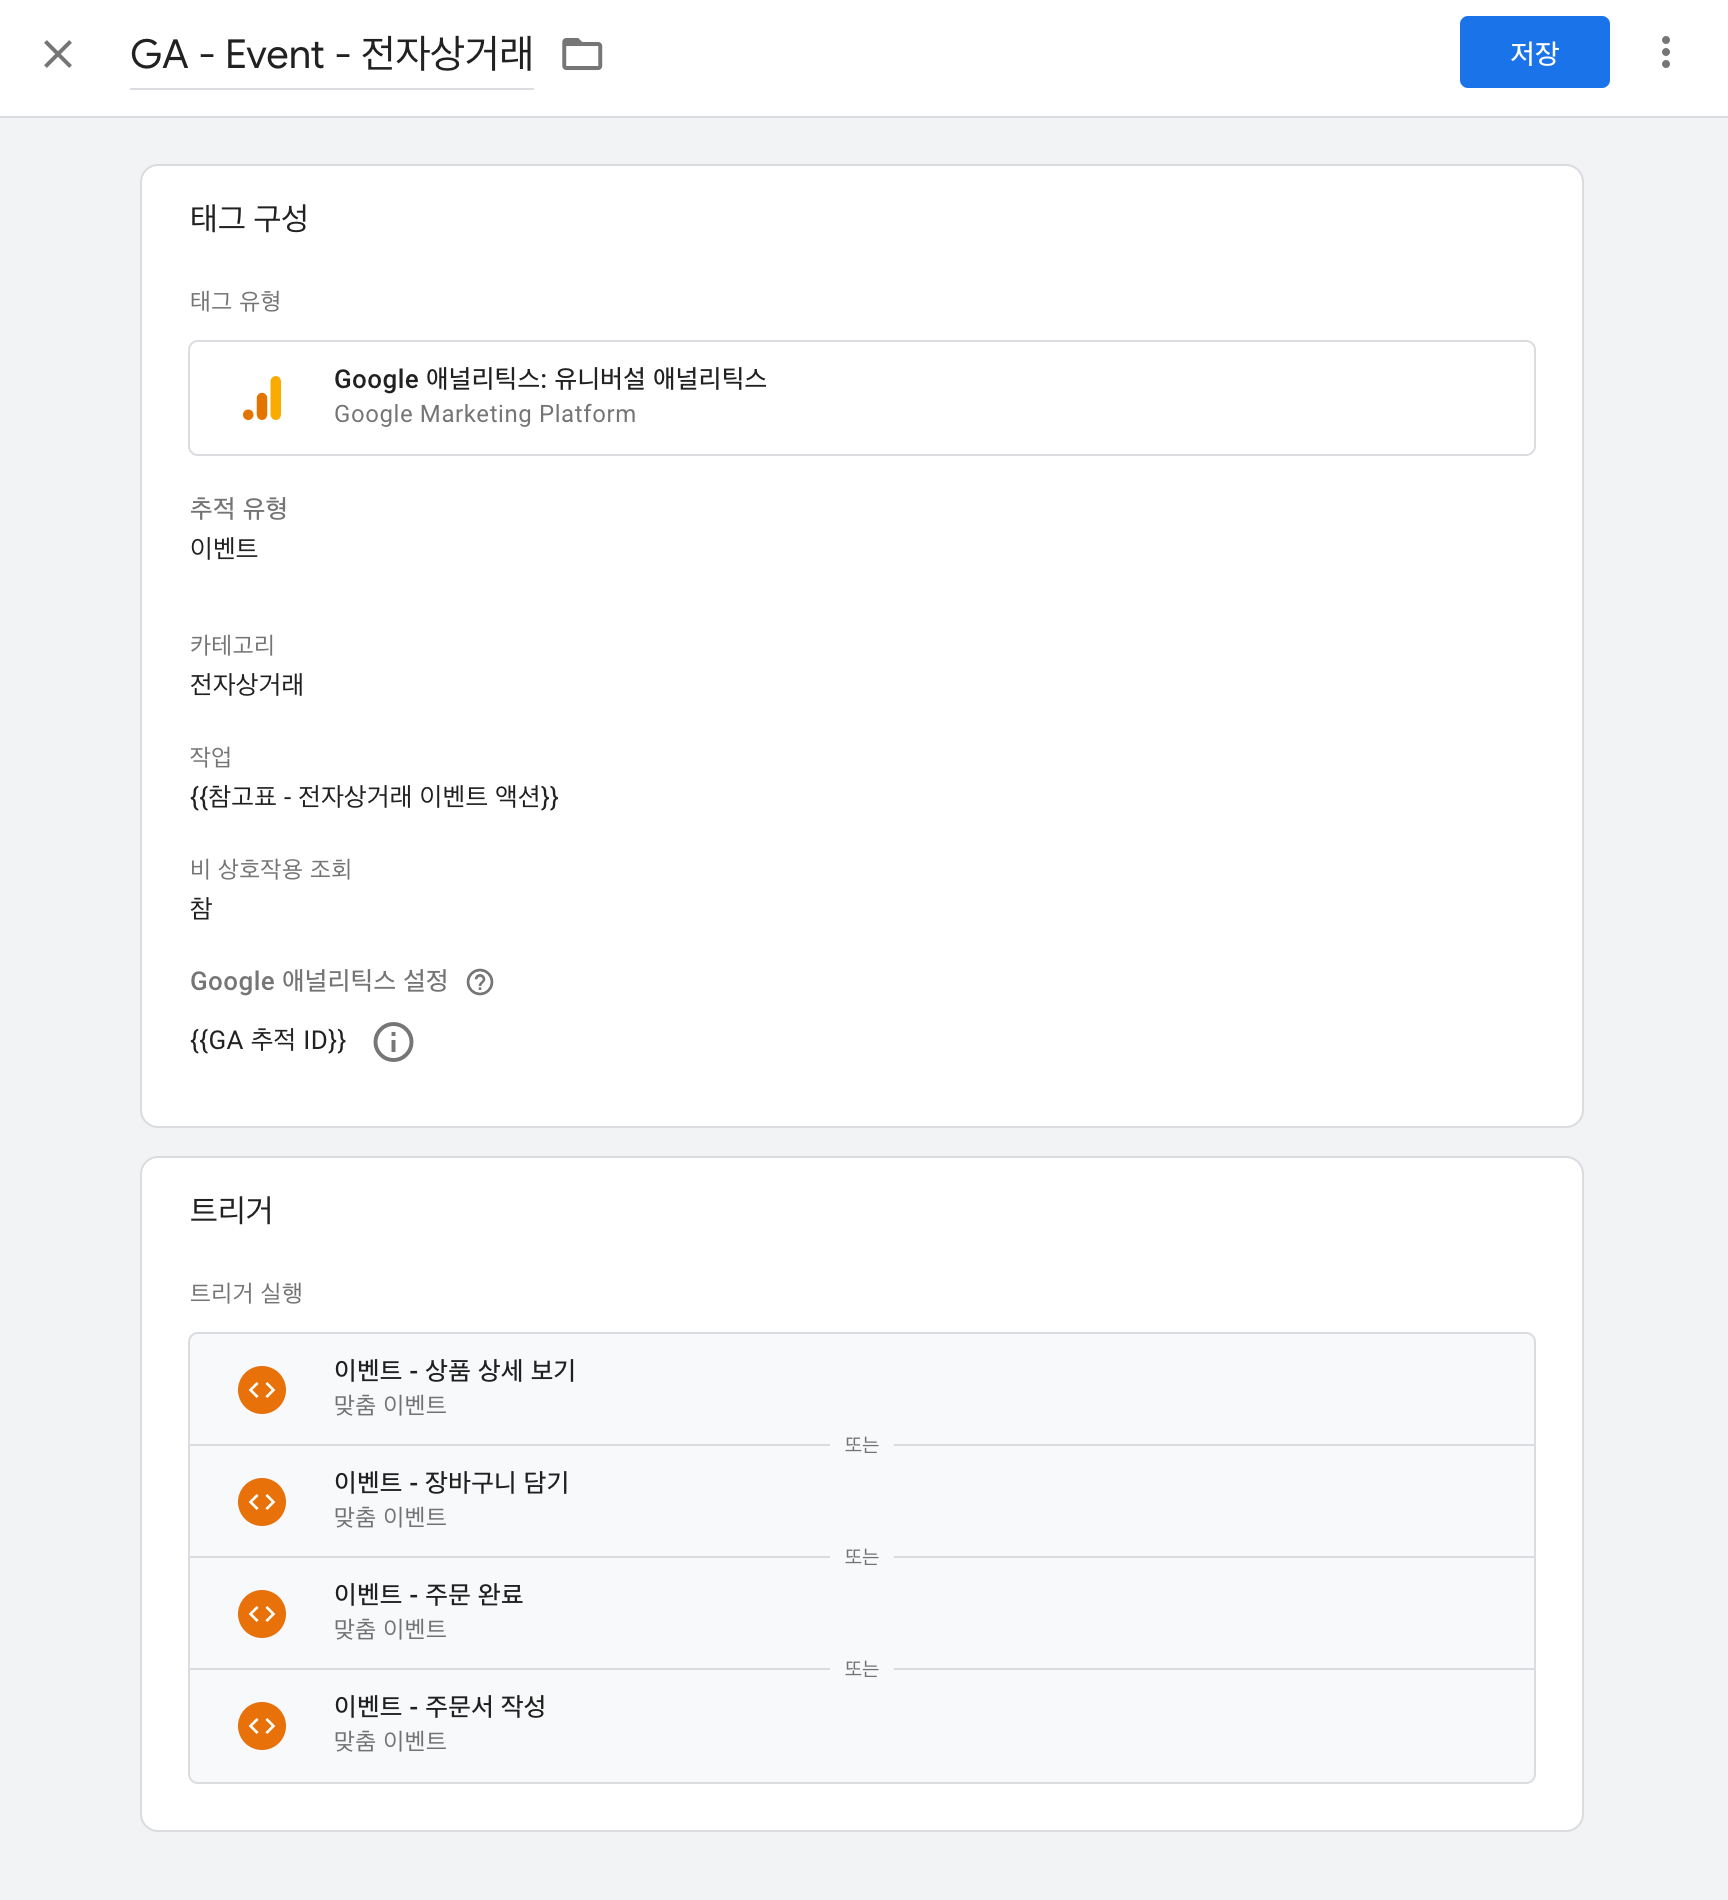 GA - Event - 전자상거래
저장
태그 구성
태그 유형
Google 애널리틱스: 유니버설 애널리틱스
Google Marketing Platform
추적 유형
이벤트
카테고리
전자상거래
작업
{{참고표 - 전자상거래 이벤트 액션}}
비 상호작용 조회
참
Google 애널리틱스 설정
{{GA 추적 ID}}
트리거
트리거 실행
이벤트 - 상품 상세 보기
맞춤 이벤트
또는
이벤트 - 장바구니 담기
맞춤 이벤트
또는
이벤트 - 주문 완료
맞춤 이벤트
또는
이벤트 - 주문서 작성
맞춤 이벤트